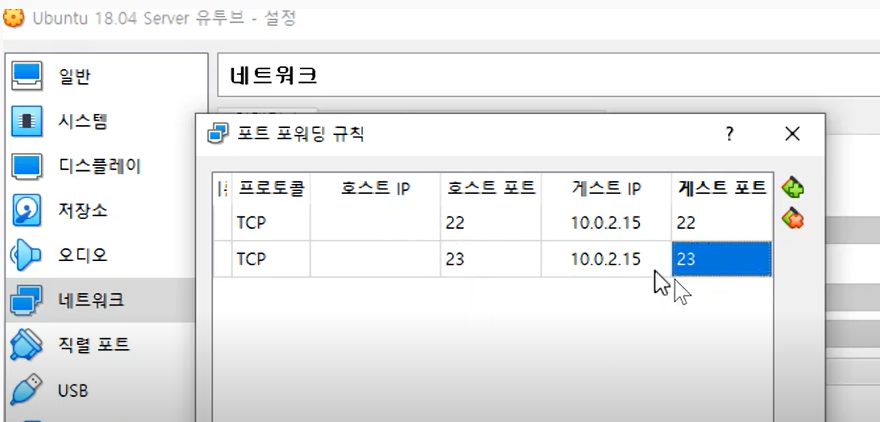 Ubuntu 18.04 Server 유투브 - 설정
일반
시스템
디스플레이
저장소
오디오
네트워크
직렬 포트
USB
네트워크
포트 포워딩 규칙 ?
프로토콜 호스트 IP 호스트 포트 게스트 IP 게스트 포트
TCP 22 10.0.2.15 22
TCP 23 10.0.2.15 23